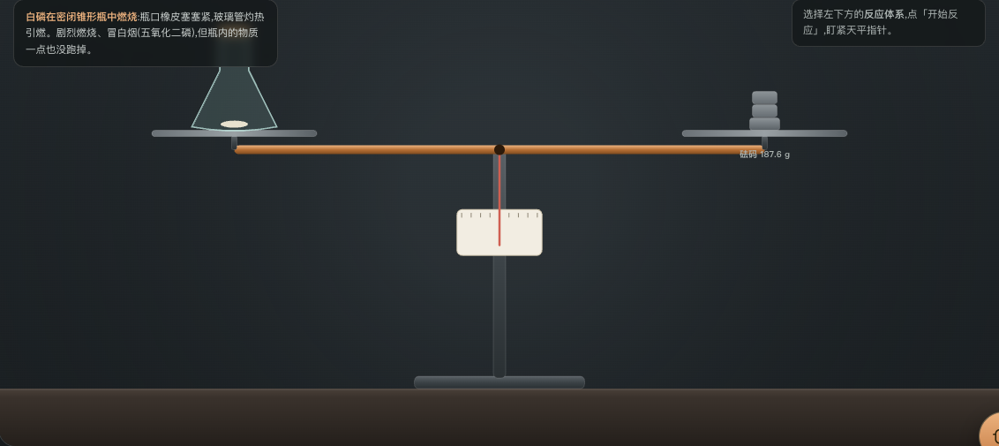 白磷在密闭锥形瓶中燃烧:瓶口橡皮塞塞紧,玻璃管灼热
引燃。剧烈燃烧、冒白烟(五氧化二磷),但瓶内的物质
一点也没跑掉。
选择左下方的反应体系,点「开始反
应」,盯紧天平指针。
砝码 187.6 g